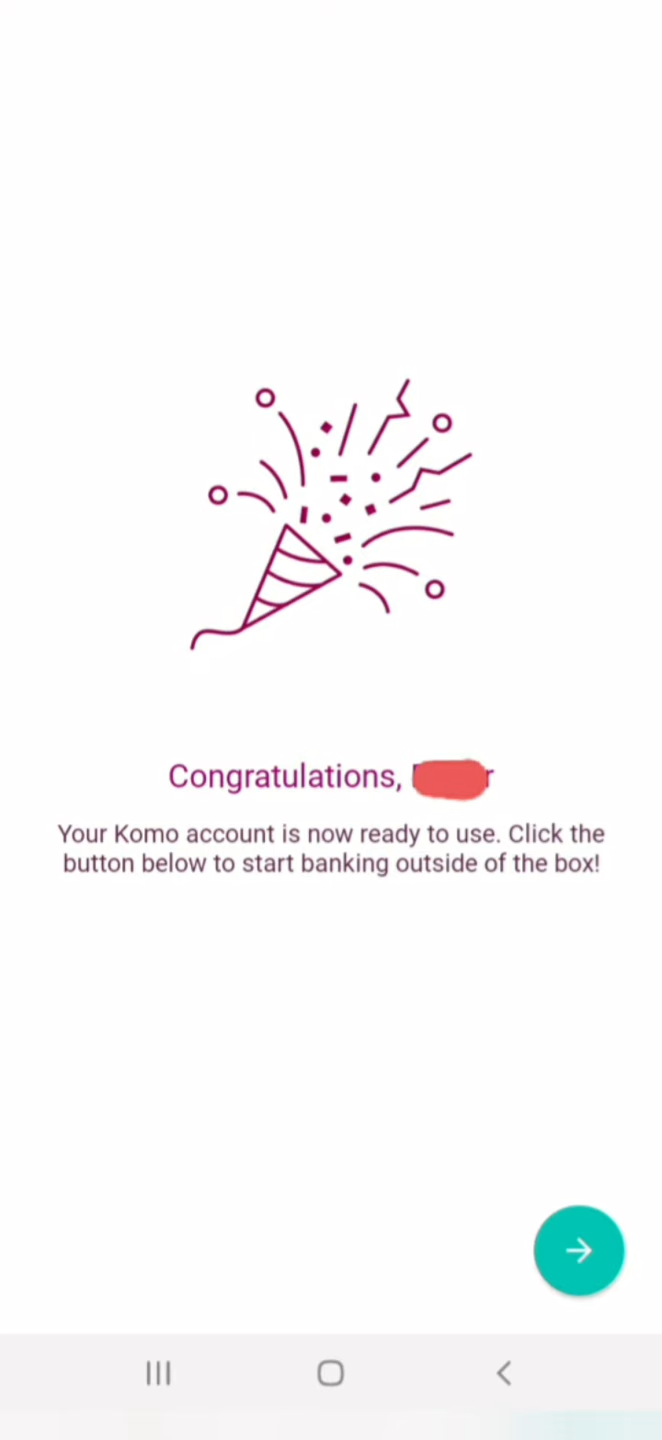 Congratulations,
Your Komo account is now ready to use. Click the
button below to start banking outside of the box!